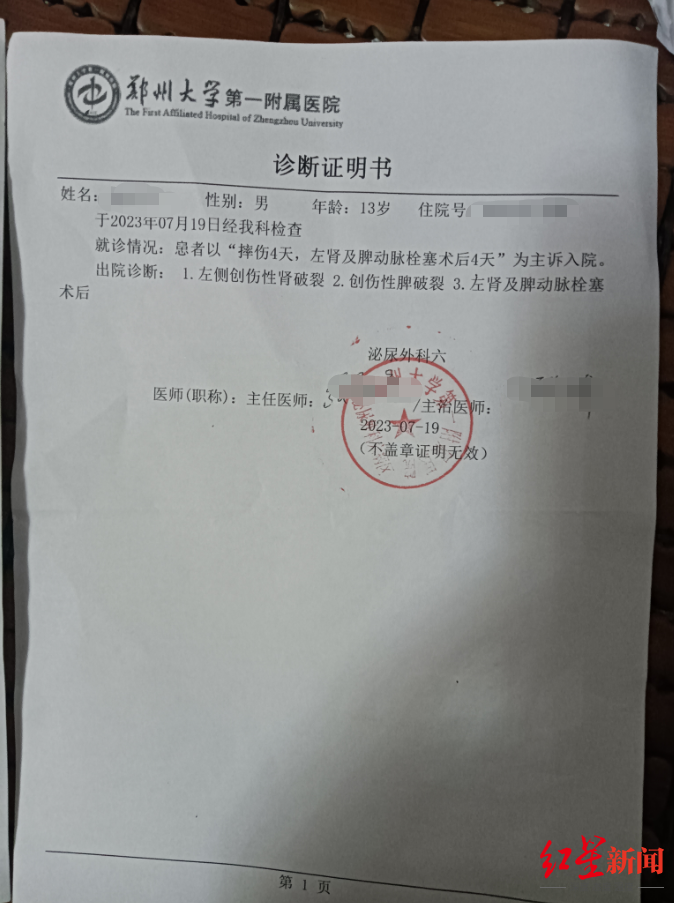 郑州大学第一附属医院
The First Affiliated Hospital of Zhengzhou University
诊断证明书
姓名： 性别：男 年龄：13岁 住院号
于2023年07月19日经我科检查
就诊情况：患者以“摔伤4天，左肾及脾动脉栓塞术后4天”为主诉入院。
出院诊断： 1.左侧创伤性肾破裂 2.创伤性脾破裂 3.左肾及脾动脉栓塞
术后
泌尿外科六
医师(职称)：主任医师： /主治医师：
2023-07-19
（不盖章证明无效）
第 1 页
红星新闻